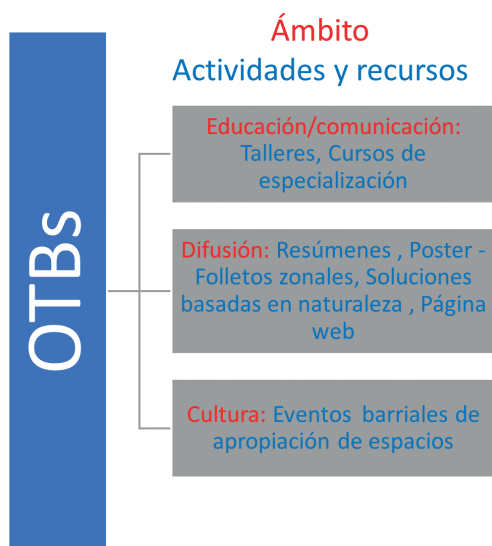 Ámbito
Actividades y recursos
OTBs
Educación/comunicación:
Talleres, Cursos de
especialización
Difusión: Resúmenes , Poster -
Folletos zonales, Soluciones
basadas en naturaleza , Página
web
Cultura: Eventos barriales de
apropiación de espacios